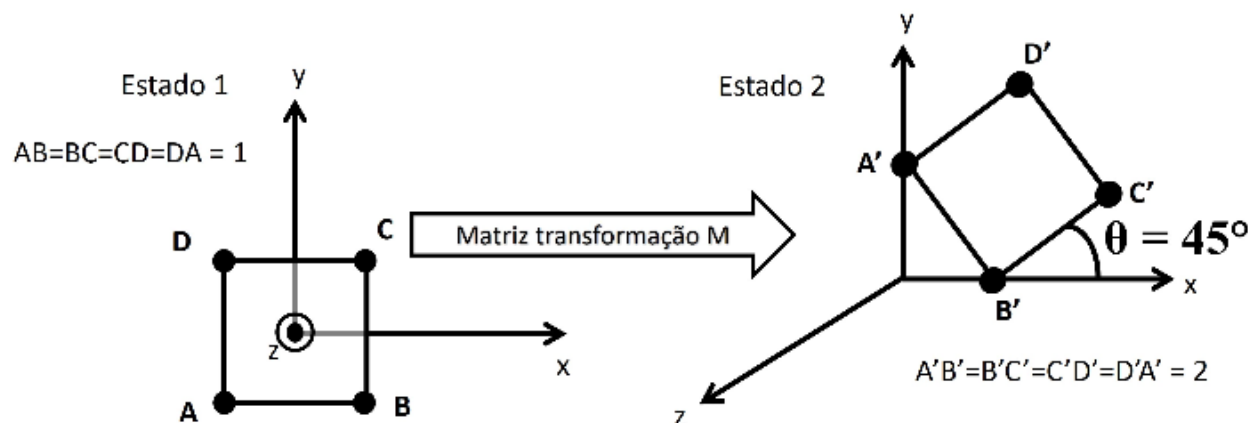 Estado 1
y
AB=BC=CD=DA = 1
D
C
z
x
A
B
Matriz transformação M
Estado 2
y
D'
A'
C'
θ = 45°
x
B'
A'B'=B'C'=C'D'=D'A' = 2
z